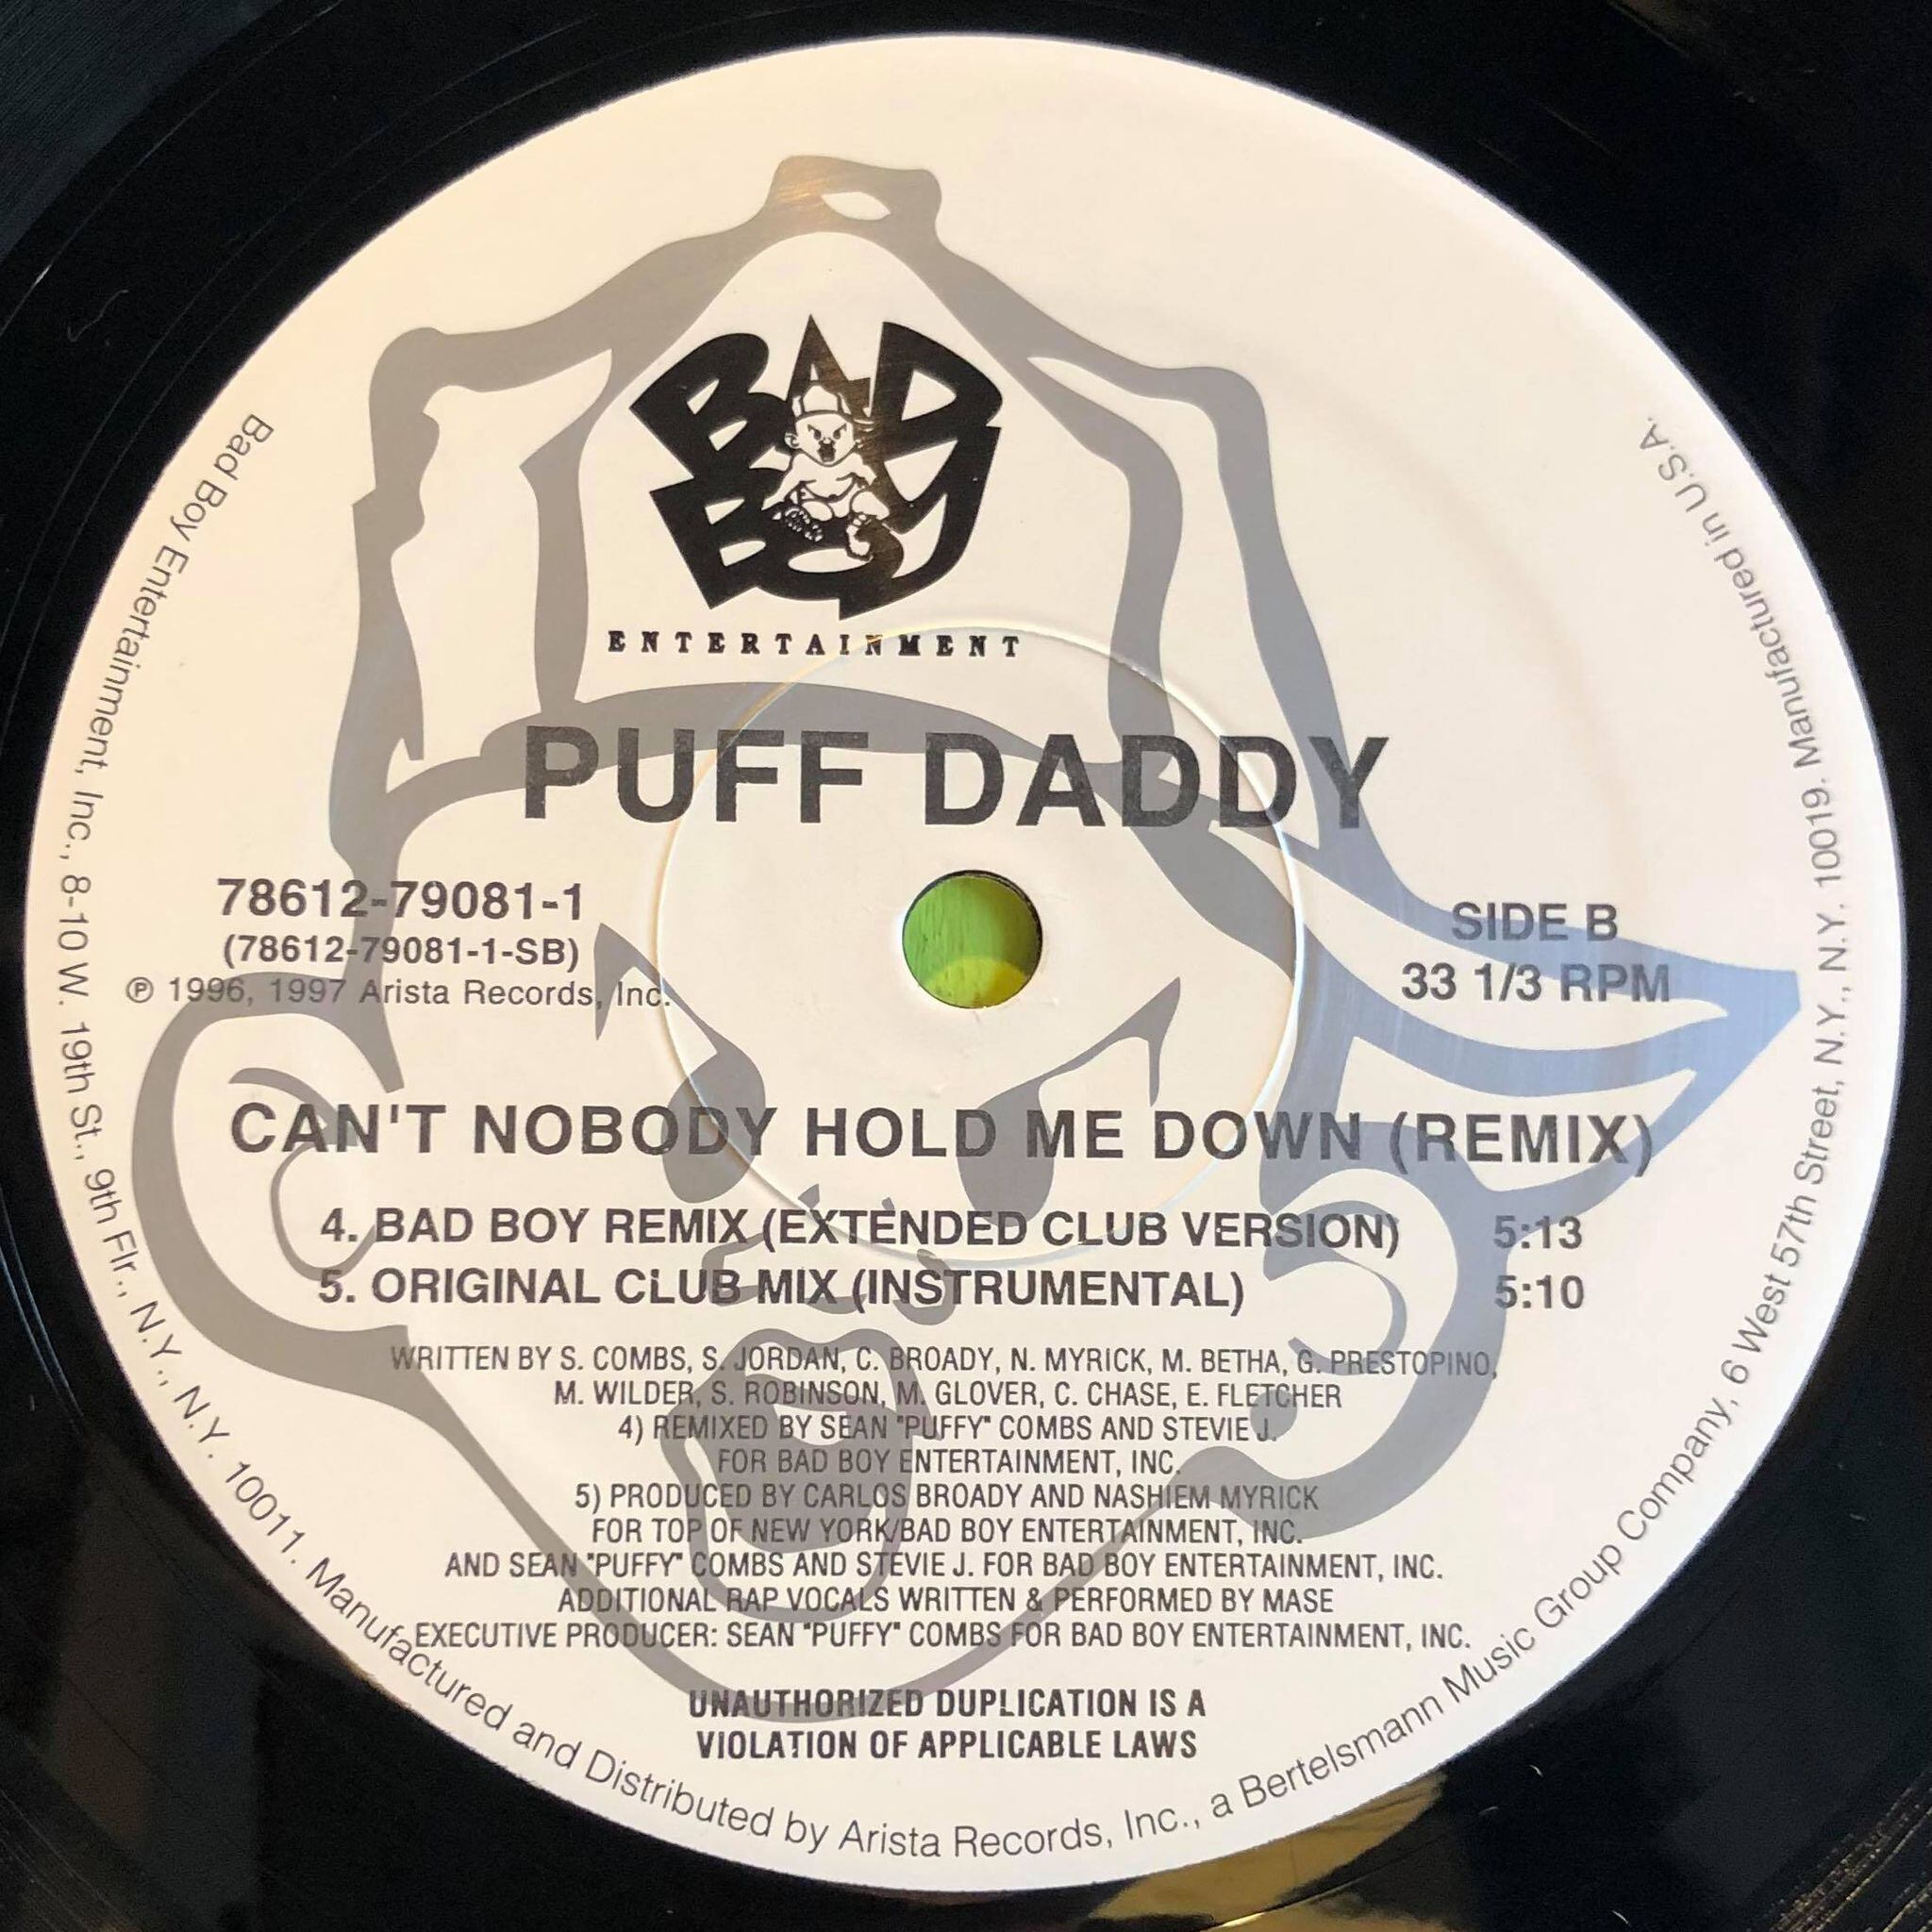 BAD BOY
ENTERTAINMENT
PUFF DADDY
78612-79081-1
(78612-79081-1-SB)
℗ 1996, 1997 Arista Records, Inc.
SIDE B
33 1/3 RPM
CAN'T NOBODY HOLD ME DOWN (REMIX)
4. BAD BOY REMIX (EXTENDED CLUB VERSION) 5:13
5. ORIGINAL CLUB MIX (INSTRUMENTAL) 5:10
WRITTEN BY S. COMBS, S. JORDAN, C. BROADY, N. MYRICK, M. BETHA, G. PRESTOPINO,
M. WILDER, S. ROBINSON, M. GLOVER, C. CHASE, E. FLETCHER
4) REMIXED BY SEAN "PUFFY" COMBS AND STEVIE J.
FOR BAD BOY ENTERTAINMENT, INC.
5) PRODUCED BY CARLOS BROADY AND NASHIEM MYRICK
FOR TOP OF NEW YORK/BAD BOY ENTERTAINMENT, INC.
AND SEAN "PUFFY" COMBS AND STEVIE J. FOR BAD BOY ENTERTAINMENT, INC.
ADDITIONAL RAP VOCALS WRITTEN & PERFORMED BY MASE
EXECUTIVE PRODUCER: SEAN "PUFFY" COMBS FOR BAD BOY ENTERTAINMENT, INC.
UNAUTHORIZED DUPLICATION IS A
VIOLATION OF APPLICABLE LAWS
Bad Boy Entertainment, Inc., 8-10 W. 19th St., 9th Flr., N.Y., N.Y. 10011. Manufactured and Distributed by Arista Records, Inc., a Bertelsmann Music Group Company, 6 West 57th Street, N.Y., N.Y. 10019. Manufactured in U.S.A.